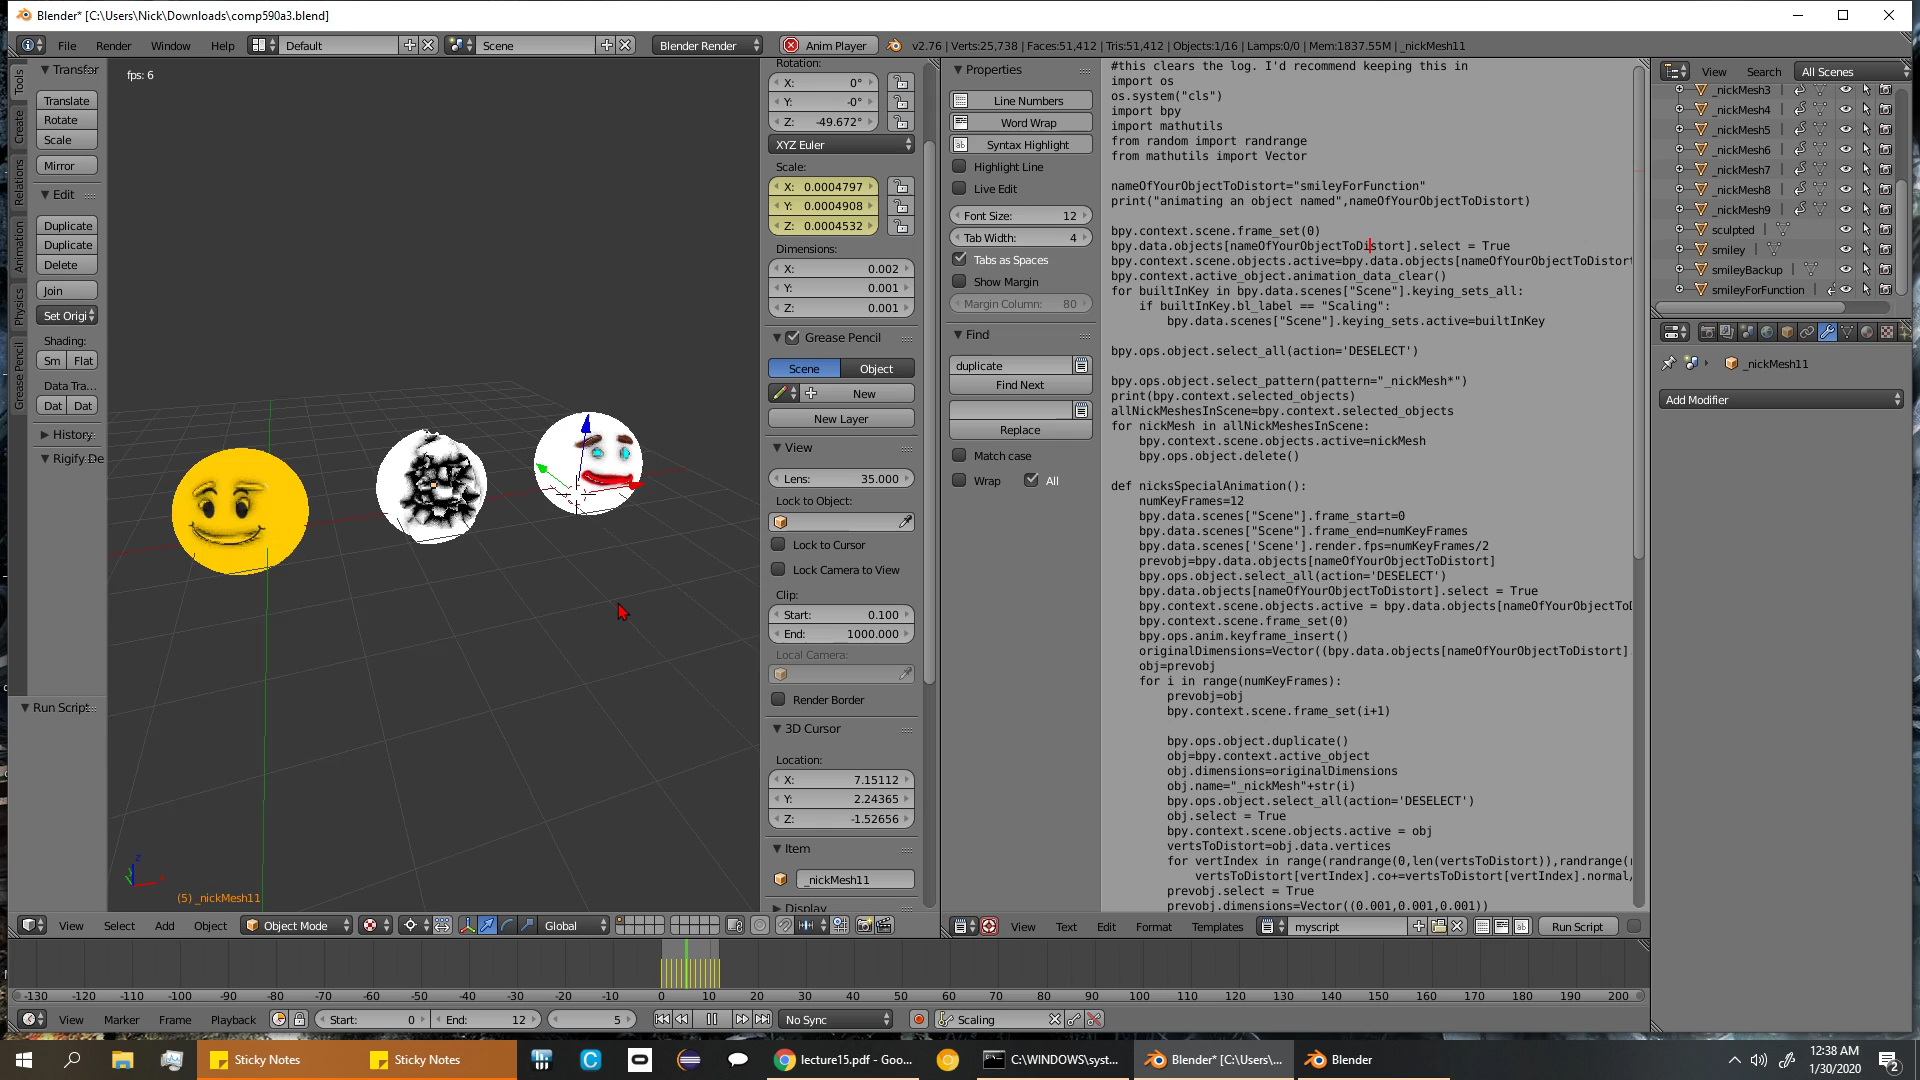 Blender* [C:\Users\Nick\Downloads\comp590a3.blend]
File Render Window Help Default Scene Blender Render Anim Player v2.76 | Verts:25,738 | Faces:51,412 | Tris:51,412 | Objects:1/16 | Lamps:0/0 | Mem:1837.55M | _nickMesh11
Tools
Create
Relations
Animation
Physics
Grease Pencil
Transfor
Translate
Rotate
Scale
Mirror
Edit
Duplicate
Duplicate
Delete
Join
Set Origi
Shading:
Sm Flat
Data Tra...
Dat Dat
History
Rigify De
Run Script
fps: 6
(5) _nickMesh11
Rotation:
X: 0°
Y: -0°
Z: -49.672°
XYZ Euler
Scale:
X: 0.0004797
Y: 0.0004908
Z: 0.0004532
Dimensions:
X: 0.002
Y: 0.001
Z: 0.001
Grease Pencil
Scene Object
New
New Layer
View
Lens: 35.000
Lock to Object:
Lock to Cursor
Lock Camera to View
Clip:
Start: 0.100
End: 1000.000
Local Camera:
Render Border
3D Cursor
Location:
X: 7.15112
Y: 2.24365
Z: -1.52656
Item
_nickMesh11
Display
Properties
Line Numbers
Word Wrap
Syntax Highlight
Highlight Line
Live Edit
Font Size: 12
Tab Width: 4
Tabs as Spaces
Show Margin
Margin Column: 80
Find
duplicate
Find Next
Replace
Match case
Wrap All
#this clears the log. I'd recommend keeping this in
import os
os.system("cls")
import bpy
import mathutils
from random import randrange
from mathutils import Vector
nameOfYourObjectToDistort="smileyForFunction"
print("animating an object named",nameOfYourObjectToDistort)
bpy.context.scene.frame_set(0)
bpy.data.objects[nameOfYourObjectToDistort].select = True
bpy.context.scene.objects.active=bpy.data.objects[nameOfYourObjectToDistort
bpy.context.active_object.animation_data_clear()
for builtInKey in bpy.data.scenes["Scene"].keying_sets_all:
if builtInKey.bl_label == "Scaling":
bpy.data.scenes["Scene"].keying_sets.active=builtInKey
bpy.ops.object.select_all(action='DESELECT')
bpy.ops.object.select_pattern(pattern="_nickMesh*")
print(bpy.context.selected_objects)
allNickMeshesInScene=bpy.context.selected_objects
for nickMesh in allNickMeshesInScene:
bpy.context.scene.objects.active=nickMesh
bpy.ops.object.delete()
def nicksSpecialAnimation():
numKeyFrames=12
bpy.data.scenes["Scene"].frame_start=0
bpy.data.scenes["Scene"].frame_end=numKeyFrames
bpy.data.scenes['Scene'].render.fps=numKeyFrames/2
prevobj=bpy.data.objects[nameOfYourObjectToDistort]
bpy.ops.object.select_all(action='DESELECT')
bpy.data.objects[nameOfYourObjectToDistort].select = True
bpy.context.scene.objects.active = bpy.data.objects[nameOfYourObjectToD
bpy.context.scene.frame_set(0)
bpy.ops.anim.keyframe_insert()
originalDimensions=Vector((bpy.data.objects[nameOfYourObjectToDistort].
obj=prevobj
for i in range(numKeyFrames):
prevobj=obj
bpy.context.scene.frame_set(i+1)
bpy.ops.object.duplicate()
obj=bpy.context.active_object
obj.dimensions=originalDimensions
obj.name="_nickMesh"+str(i)
bpy.ops.object.select_all(action='DESELECT')
obj.select = True
bpy.context.scene.objects.active = obj
vertsToDistort=obj.data.vertices
for vertIndex in range(randrange(0,len(vertsToDistort)),randrange(
vertsToDistort[vertIndex].co+=vertsToDistort[vertIndex].normal/
prevobj.select = True
prevobj.dimensions=Vector((0.001,0.001,0.001))
View Search All Scenes
_nickMesh3
_nickMesh4
_nickMesh5
_nickMesh6
_nickMesh7
_nickMesh8
_nickMesh9
sculpted
smiley
smileyBackup
smileyForFunction
_nickMesh11
Add Modifier
View Select Add Object Object Mode Global
View Text Edit Format Templates myscript Run Script
-130 -120 -110 -100 -90 -80 -70 -60 -50 -40 -30 -20 -10 0 10 20 30 40 50 60 70 80 90 100 110 120 130 140 150 160 170 180 190 200
View Marker Frame Playback Start: 0 End: 12 5 No Sync Scaling
Sticky Notes Sticky Notes lecture15.pdf - Goo... C:\WINDOWS\syst... Blender* [C:\Users\... Blender
12:38 AM
1/30/2020
2